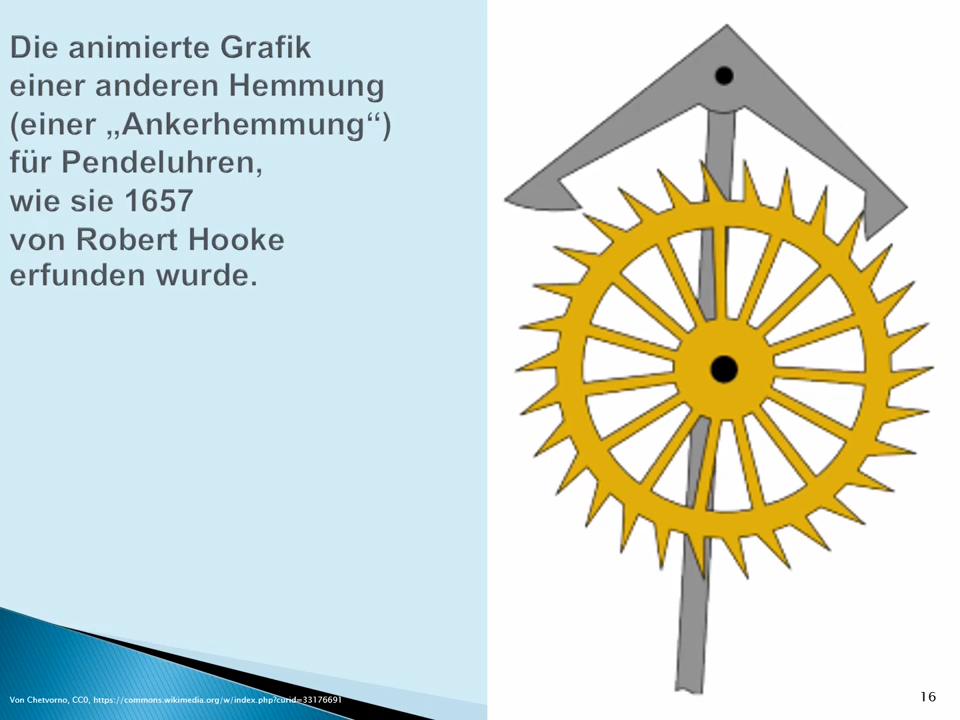 Die animierte Grafik
einer anderen Hemmung
(einer „Ankerhemmung“)
für Pendeluhren,
wie sie 1657
von Robert Hooke
erfunden wurde.
Von Chetvorno, CC0, https://commons.wikimedia.org/w/index.php?curid=33176691
16